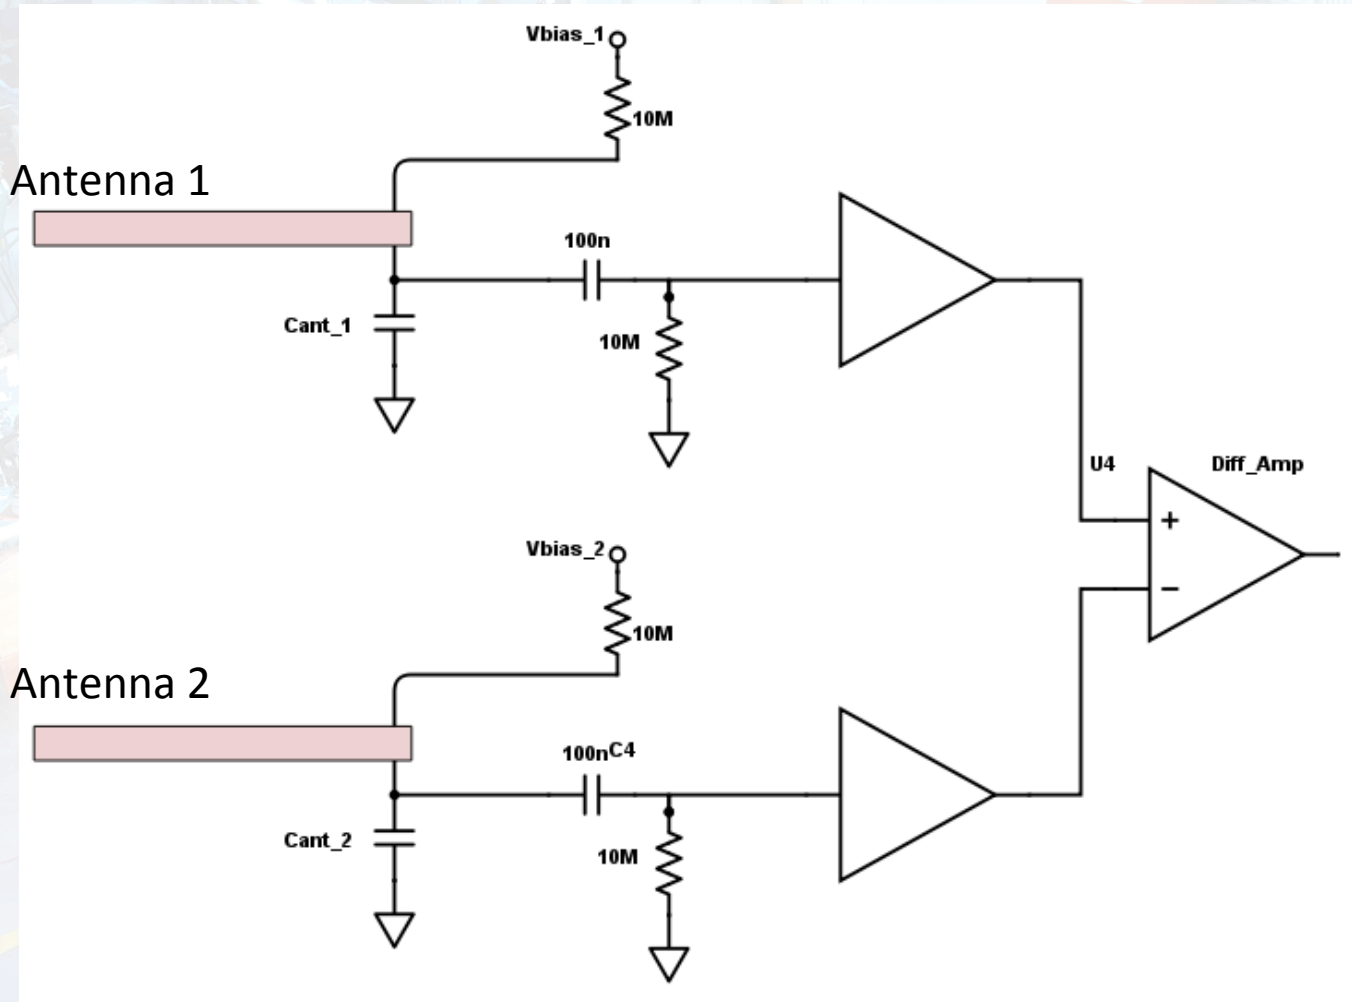 Vbias_1
10M
Antenna 1
100n
Cant_1
10M
U4
Diff_Amp
+
−
Vbias_2
10M
Antenna 2
100nC4
Cant_2
10M